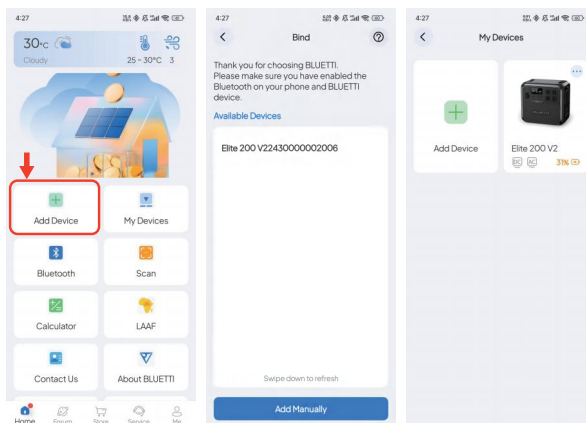 4:27
30°C
Cloudy
25~30°C 3
Add Device
My Devices
Bluetooth
Scan
Calculator
LAAF
Contact Us
About BLUETTI
Home
Forum
Store
Service
Me
4:27
Bind
Thank you for choosing BLUETTI.
Please make sure you have enabled the
Bluetooth on your phone and BLUETTI
device.
Available Devices
Elite 200 V22430000002006
Swipe down to refresh
Add Manually
4:27
My Devices
Add Device
Elite 200 V2
DC AC 31%